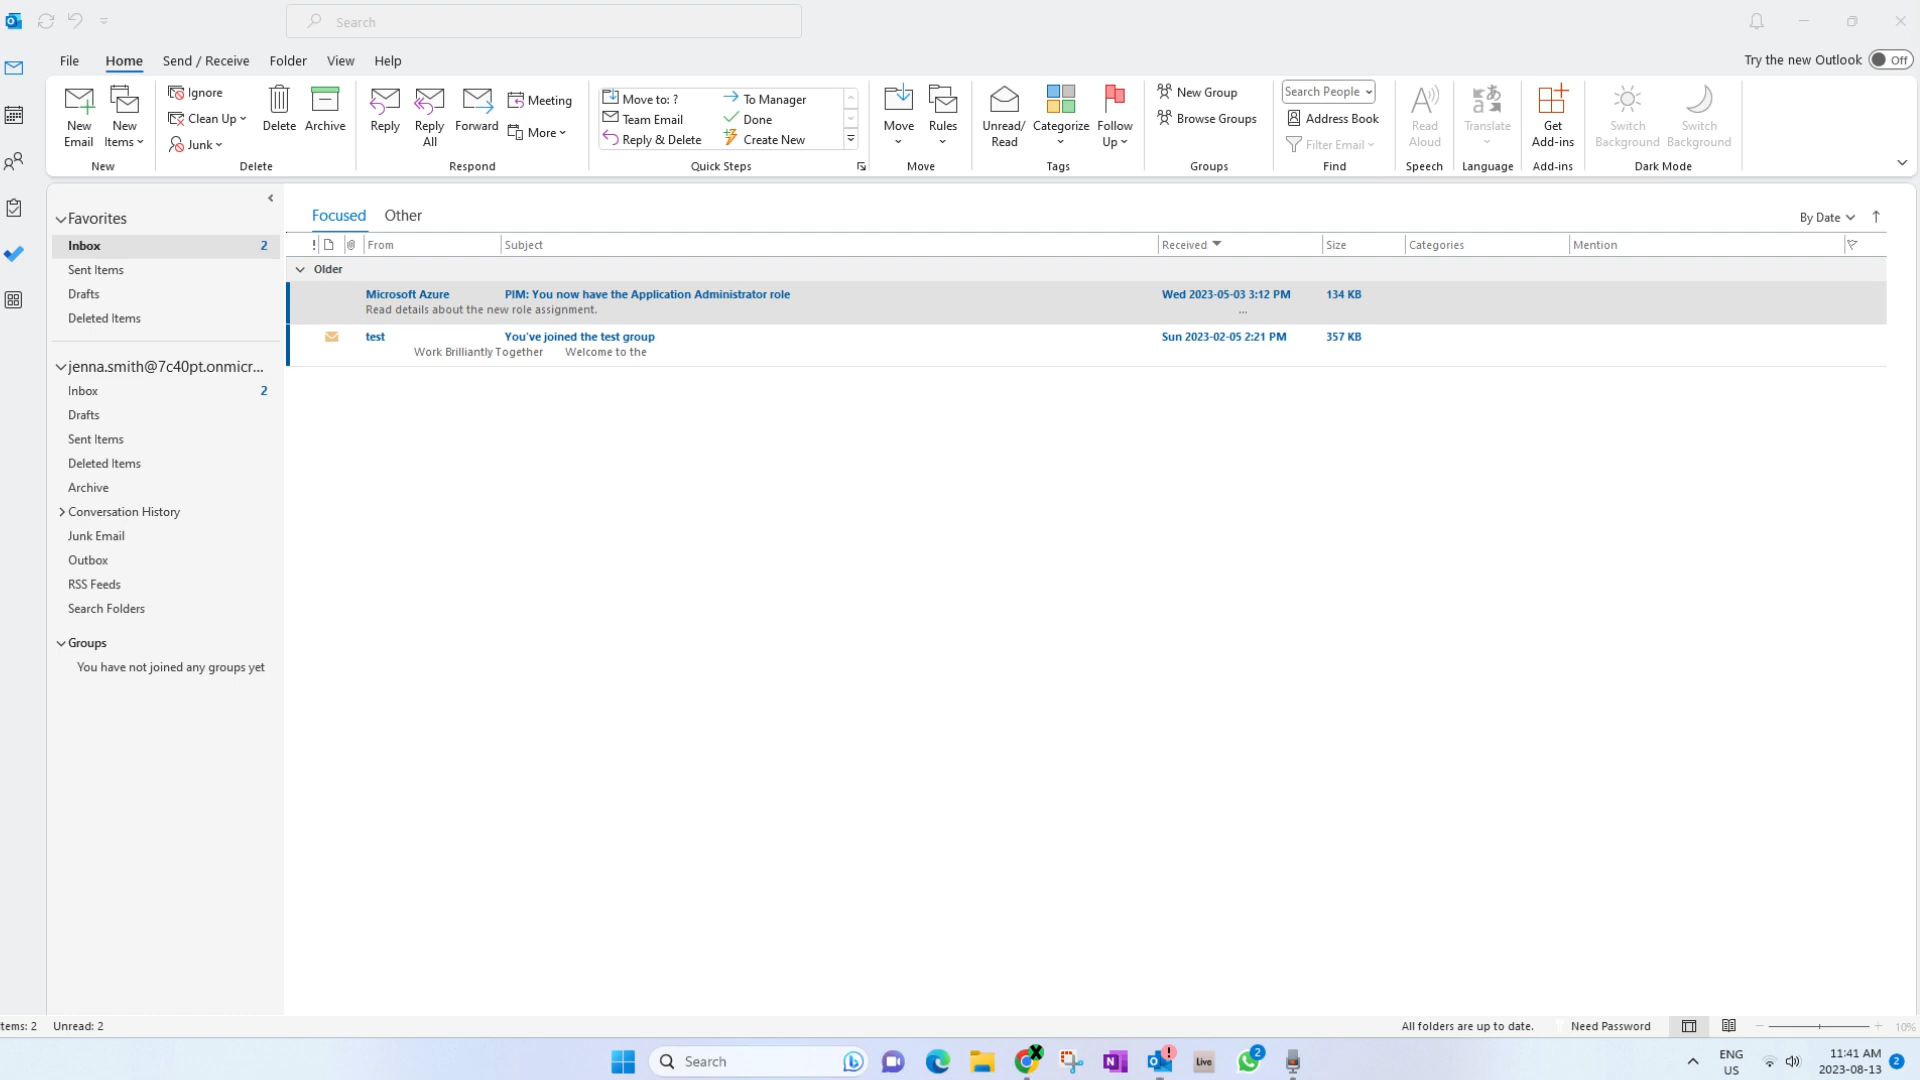 Search
File Home Send / Receive Folder View Help
Try the new Outlook Off
New Email
New Items
New
Ignore
Clean Up
Junk
Delete
Archive
Delete
Reply
Reply All
Forward
Meeting
More
Respond
Move to: ?
Team Email
Reply & Delete
To Manager
Done
Create New
Quick Steps
Move
Rules
Move
Unread/ Read
Categorize
Follow Up
Tags
New Group
Browse Groups
Groups
Search People
Address Book
Filter Email
Find
Read Aloud
Speech
Translate
Language
Get Add-ins
Add-ins
Switch Background
Switch Background
Dark Mode
Favorites
Inbox 2
Sent Items
Drafts
Deleted Items
jenna.smith@7c40pt.onmicr...
Inbox 2
Drafts
Sent Items
Deleted Items
Archive
Conversation History
Junk Email
Outbox
RSS Feeds
Search Folders
Groups
You have not joined any groups yet
Focused Other
By Date
! From Subject Received Size Categories Mention
Older
Microsoft Azure PIM: You now have the Application Administrator role Wed 2023-05-03 3:12 PM 134 KB
Read details about the new role assignment. ...
test You've joined the test group Sun 2023-02-05 2:21 PM 357 KB
Work Brilliantly Together Welcome to the
tems: 2 Unread: 2
All folders are up to date. Need Password 10%
Search
Live
2
ENG
US
11:41 AM
2023-08-13
2